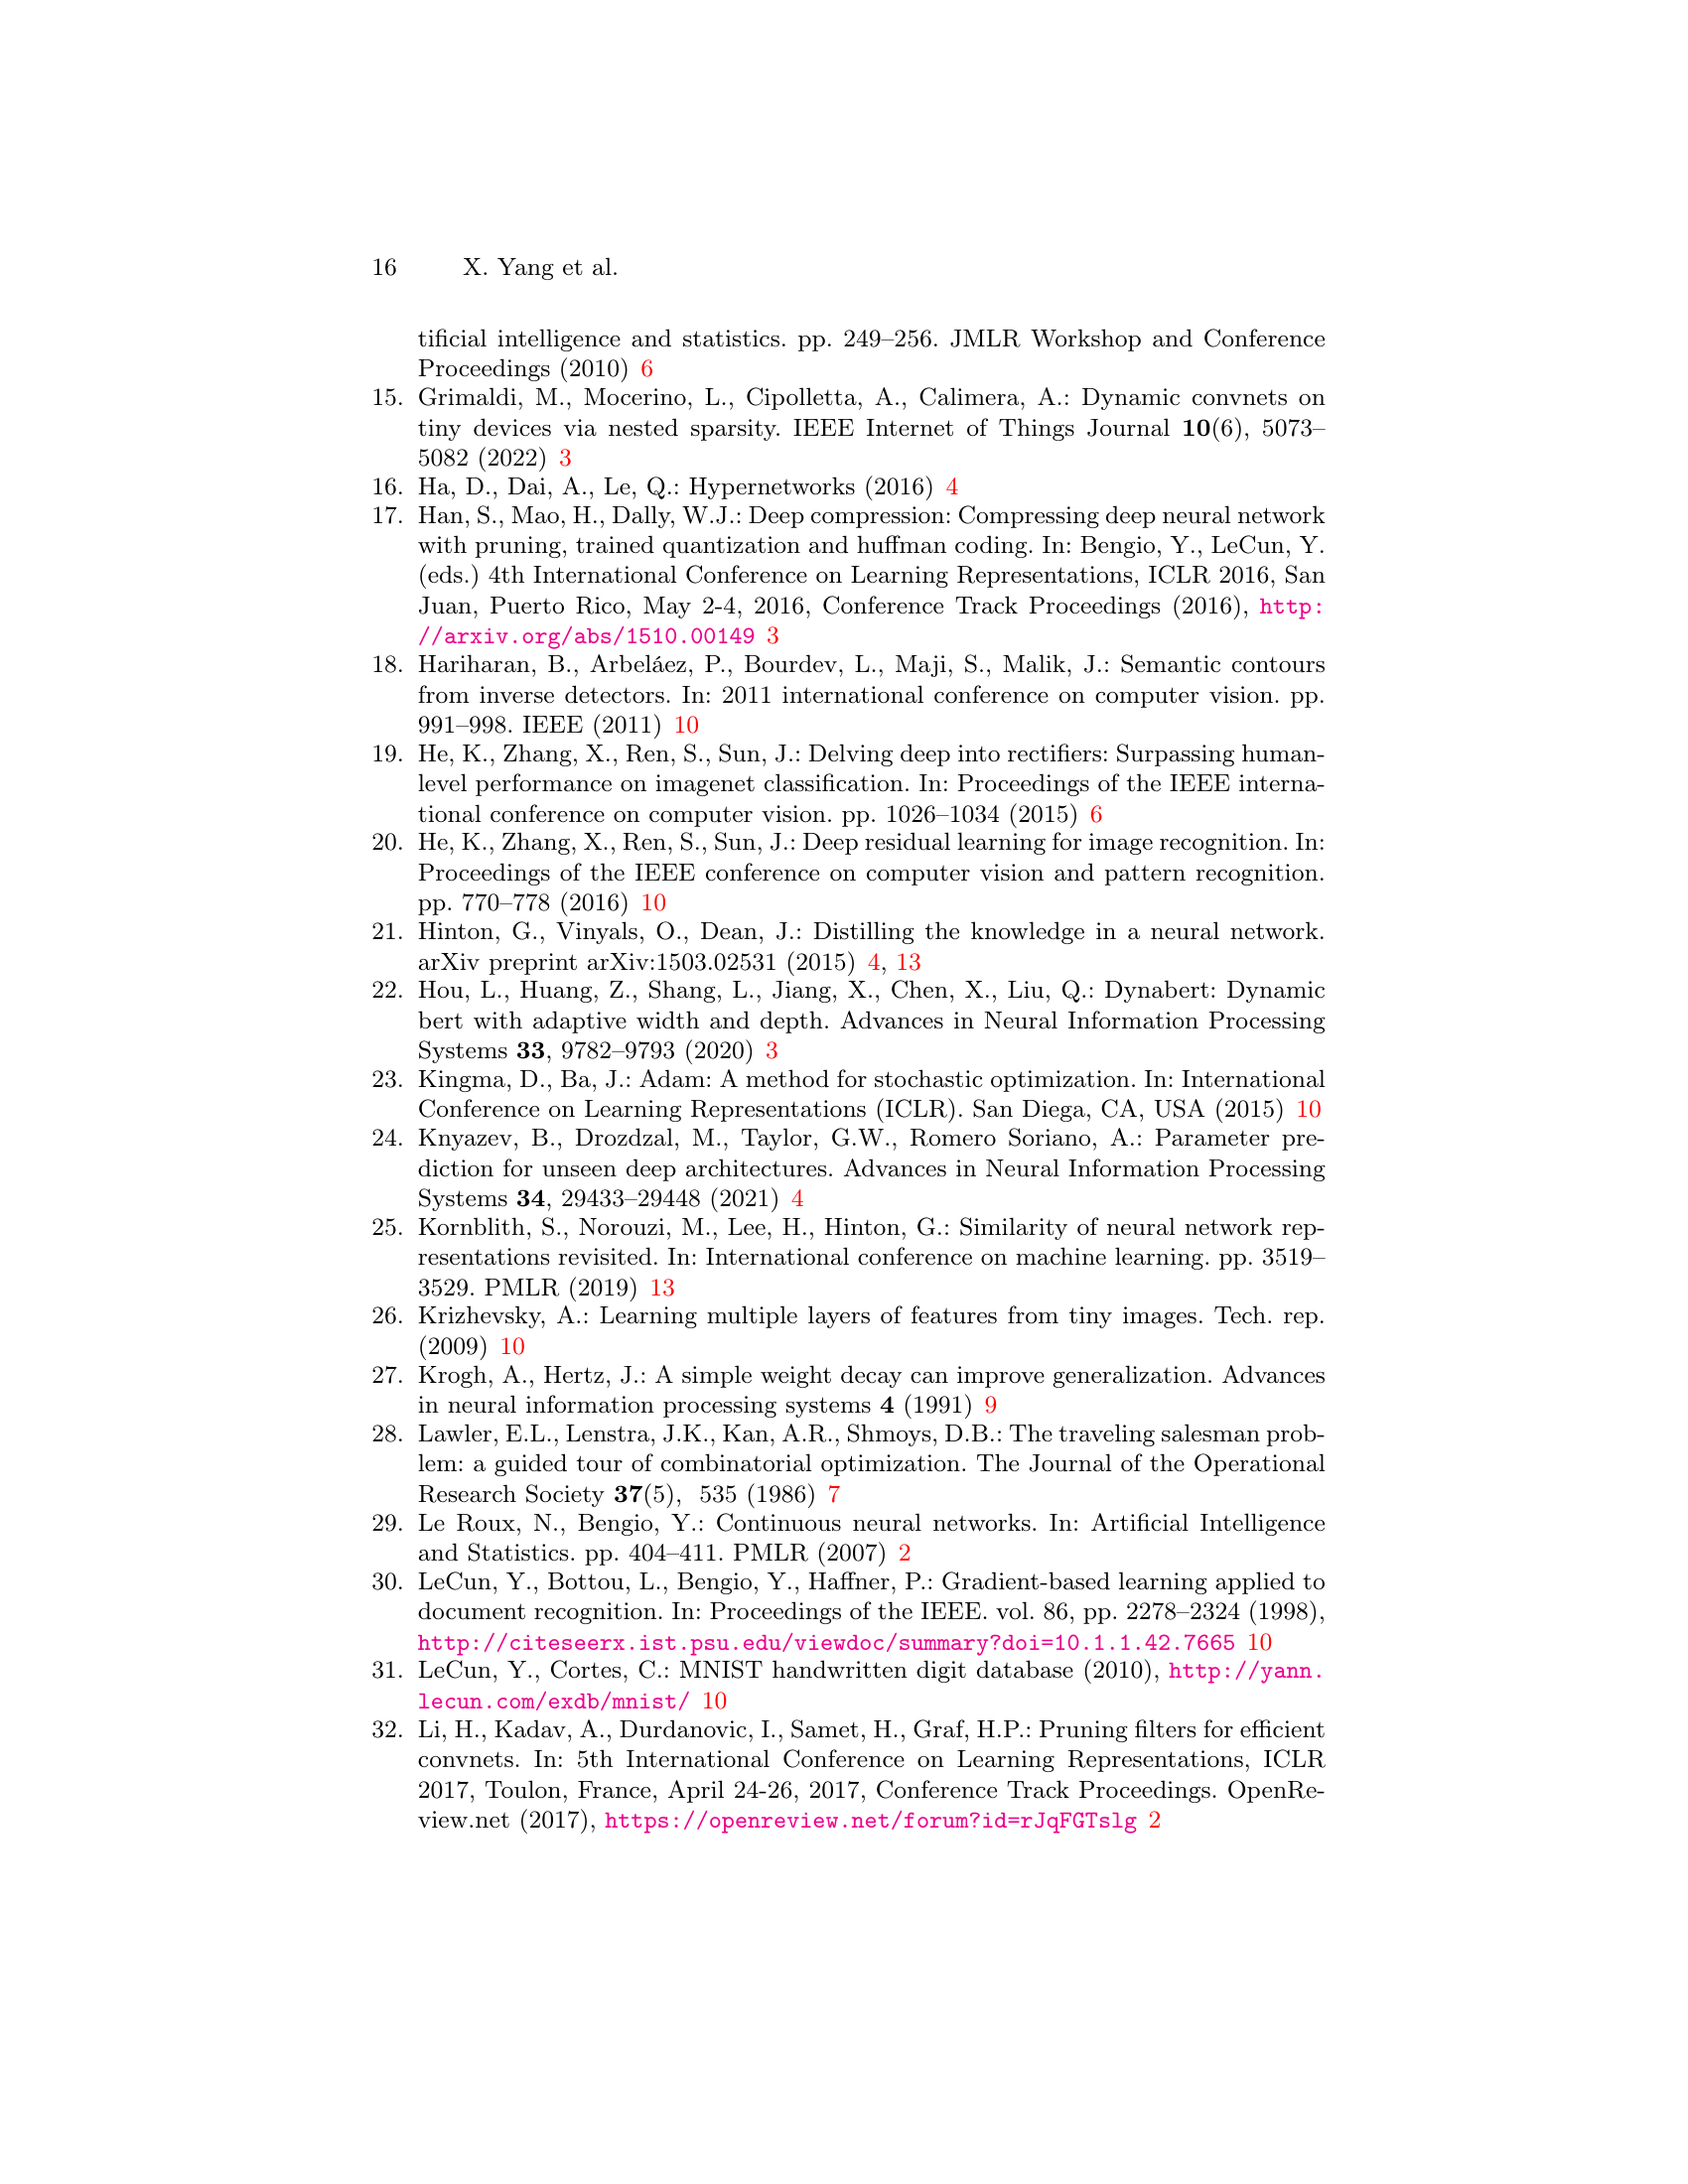 16 X. Yang et al.
tificial intelligence and statistics. pp. 249–256. JMLR Workshop and Conference
Proceedings (2010) 6
15. Grimaldi, M., Mocerino, L., Cipolletta, A., Calimera, A.: Dynamic convnets on
tiny devices via nested sparsity. IEEE Internet of Things Journal 10(6), 5073–
5082 (2022) 3
16. Ha, D., Dai, A., Le, Q.: Hypernetworks (2016) 4
17. Han, S., Mao, H., Dally, W.J.: Deep compression: Compressing deep neural network
with pruning, trained quantization and huffman coding. In: Bengio, Y., LeCun, Y.
(eds.) 4th International Conference on Learning Representations, ICLR 2016, San
Juan, Puerto Rico, May 2-4, 2016, Conference Track Proceedings (2016), http:
//arxiv.org/abs/1510.00149 3
18. Hariharan, B., Arbeláez, P., Bourdev, L., Maji, S., Malik, J.: Semantic contours
from inverse detectors. In: 2011 international conference on computer vision. pp.
991–998. IEEE (2011) 10
19. He, K., Zhang, X., Ren, S., Sun, J.: Delving deep into rectifiers: Surpassing human-
level performance on imagenet classification. In: Proceedings of the IEEE interna-
tional conference on computer vision. pp. 1026–1034 (2015) 6
20. He, K., Zhang, X., Ren, S., Sun, J.: Deep residual learning for image recognition. In:
Proceedings of the IEEE conference on computer vision and pattern recognition.
pp. 770–778 (2016) 10
21. Hinton, G., Vinyals, O., Dean, J.: Distilling the knowledge in a neural network.
arXiv preprint arXiv:1503.02531 (2015) 4, 13
22. Hou, L., Huang, Z., Shang, L., Jiang, X., Chen, X., Liu, Q.: Dynabert: Dynamic
bert with adaptive width and depth. Advances in Neural Information Processing
Systems 33, 9782–9793 (2020) 3
23. Kingma, D., Ba, J.: Adam: A method for stochastic optimization. In: International
Conference on Learning Representations (ICLR). San Diega, CA, USA (2015) 10
24. Knyazev, B., Drozdzal, M., Taylor, G.W., Romero Soriano, A.: Parameter pre-
diction for unseen deep architectures. Advances in Neural Information Processing
Systems 34, 29433–29448 (2021) 4
25. Kornblith, S., Norouzi, M., Lee, H., Hinton, G.: Similarity of neural network rep-
resentations revisited. In: International conference on machine learning. pp. 3519–
3529. PMLR (2019) 13
26. Krizhevsky, A.: Learning multiple layers of features from tiny images. Tech. rep.
(2009) 10
27. Krogh, A., Hertz, J.: A simple weight decay can improve generalization. Advances
in neural information processing systems 4 (1991) 9
28. Lawler, E.L., Lenstra, J.K., Kan, A.R., Shmoys, D.B.: The traveling salesman prob-
lem: a guided tour of combinatorial optimization. The Journal of the Operational
Research Society 37(5), 535 (1986) 7
29. Le Roux, N., Bengio, Y.: Continuous neural networks. In: Artificial Intelligence
and Statistics. pp. 404–411. PMLR (2007) 2
30. LeCun, Y., Bottou, L., Bengio, Y., Haffner, P.: Gradient-based learning applied to
document recognition. In: Proceedings of the IEEE. vol. 86, pp. 2278–2324 (1998),
http://citeseerx.ist.psu.edu/viewdoc/summary?doi=10.1.1.42.7665 10
31. LeCun, Y., Cortes, C.: MNIST handwritten digit database (2010), http://yann.
lecun.com/exdb/mnist/ 10
32. Li, H., Kadav, A., Durdanovic, I., Samet, H., Graf, H.P.: Pruning filters for efficient
convnets. In: 5th International Conference on Learning Representations, ICLR
2017, Toulon, France, April 24-26, 2017, Conference Track Proceedings. OpenRe-
view.net (2017), https://openreview.net/forum?id=rJqFGTslg 2